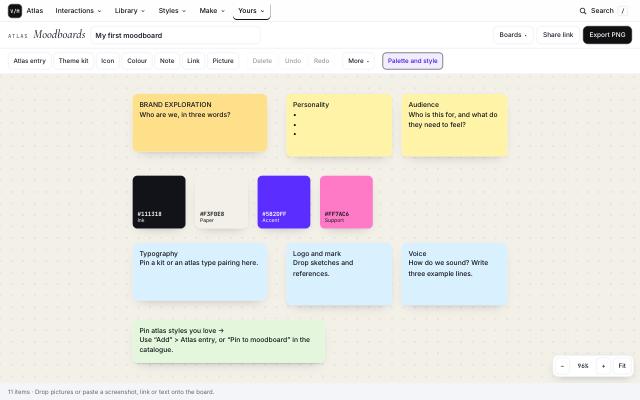 V/M Atlas Interactions Library Styles Make Yours Search /
ATLAS Moodboards My first moodboard Boards Share link Export PNG
Atlas entry Theme kit Icon Colour Note Link Picture Delete Undo Redo More Palette and style
BRAND EXPLORATION
Who are we, in three words?
Personality
•
•
•
Audience
Who is this for, and what do
they need to feel?
#111318
Ink
#F3F0E8
Paper
#582DFF
Accent
#FF7AC6
Support
Typography
Pin a kit or an atlas type pairing here.
Logo and mark
Drop sketches and
references.
Voice
How do we sound? Write
three example lines.
Pin atlas styles you love →
Use “Add” > Atlas entry, or “Pin to moodboard” in the
catalogue.
− 96% + Fit
11 items · Drop pictures or paste a screenshot, link or text onto the board.